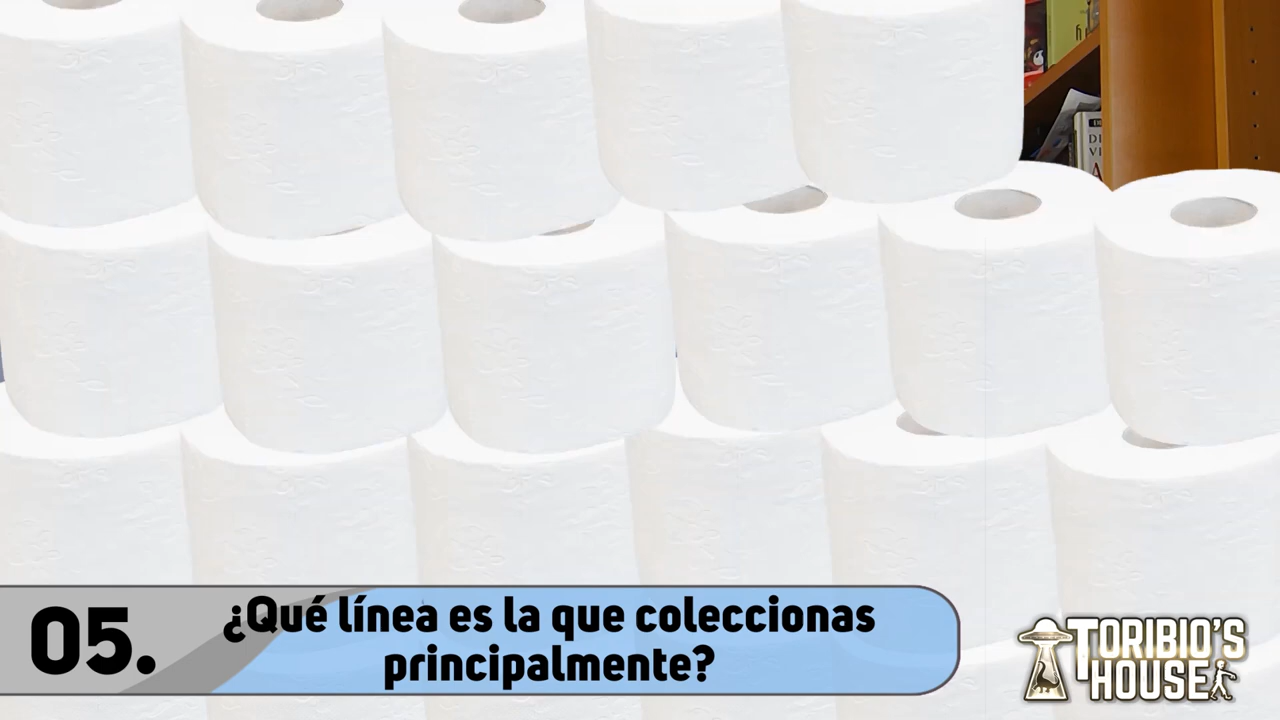 05.
¿Qué línea es la que coleccionas
principalmente?
TORIBIO'S
HOUSE